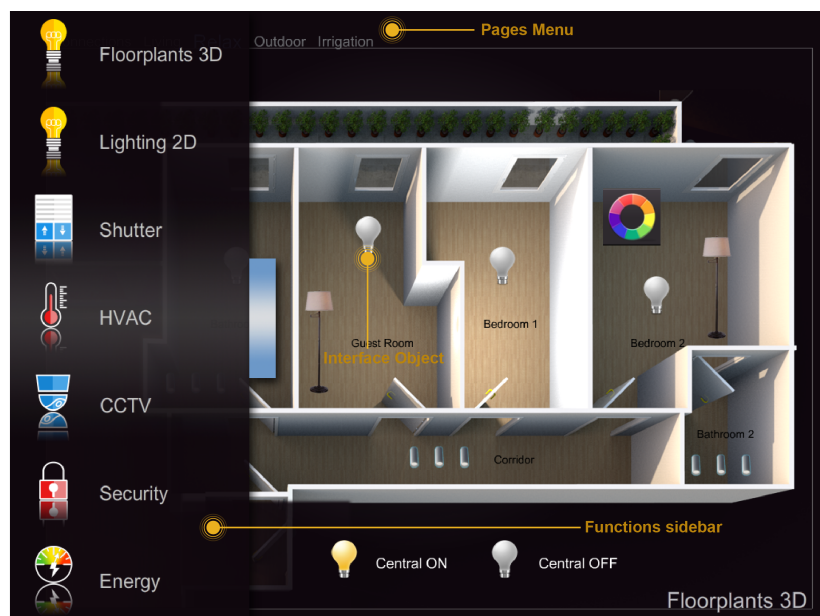 Relax Outdoor Irrigation
Pages Menu
Floorplants 3D
Lighting 2D
Shutter
HVAC
CCTV
Security
Energy
Bedroom 1
Guest Room
Bedroom 2
Interface Object
Bathroom 2
Corridor
Functions sidebar
Central ON
Central OFF
Floorplants 3D